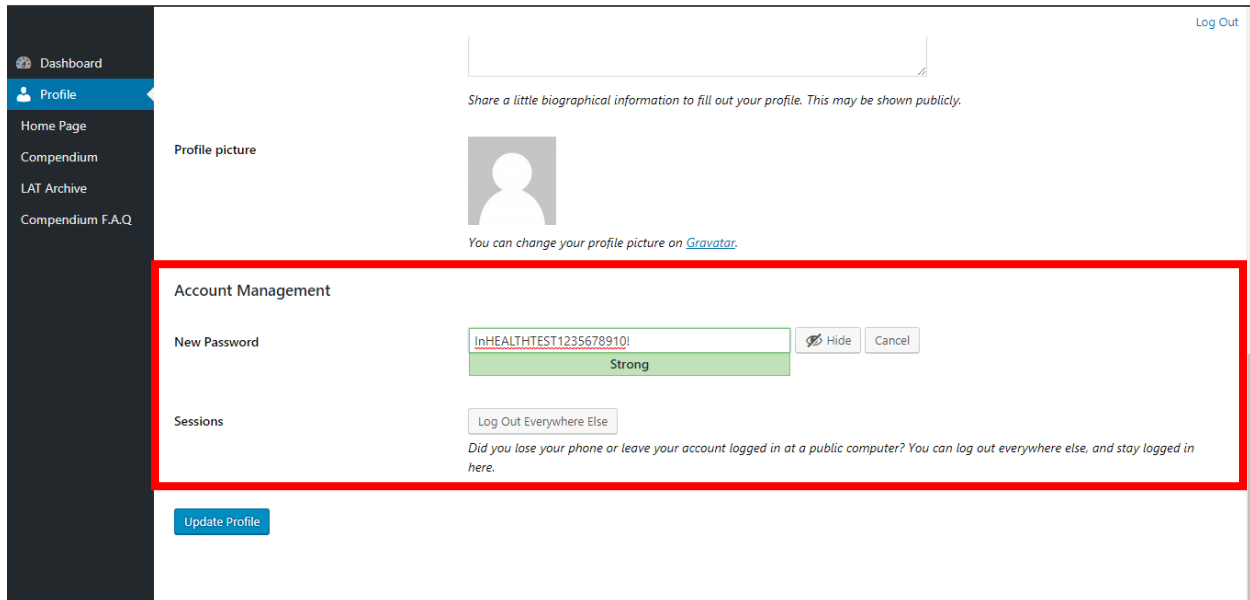 Log Out
Dashboard
Profile
Home Page
Compendium
LAT Archive
Compendium F.A.Q
Share a little biographical information to fill out your profile. This may be shown publicly.
Profile picture
You can change your profile picture on Gravatar.
Account Management
New Password
InHEALTHTEST1235678910!
Hide
Cancel
Strong
Sessions
Log Out Everywhere Else
Did you lose your phone or leave your account logged in at a public computer? You can log out everywhere else, and stay logged in
here.
Update Profile